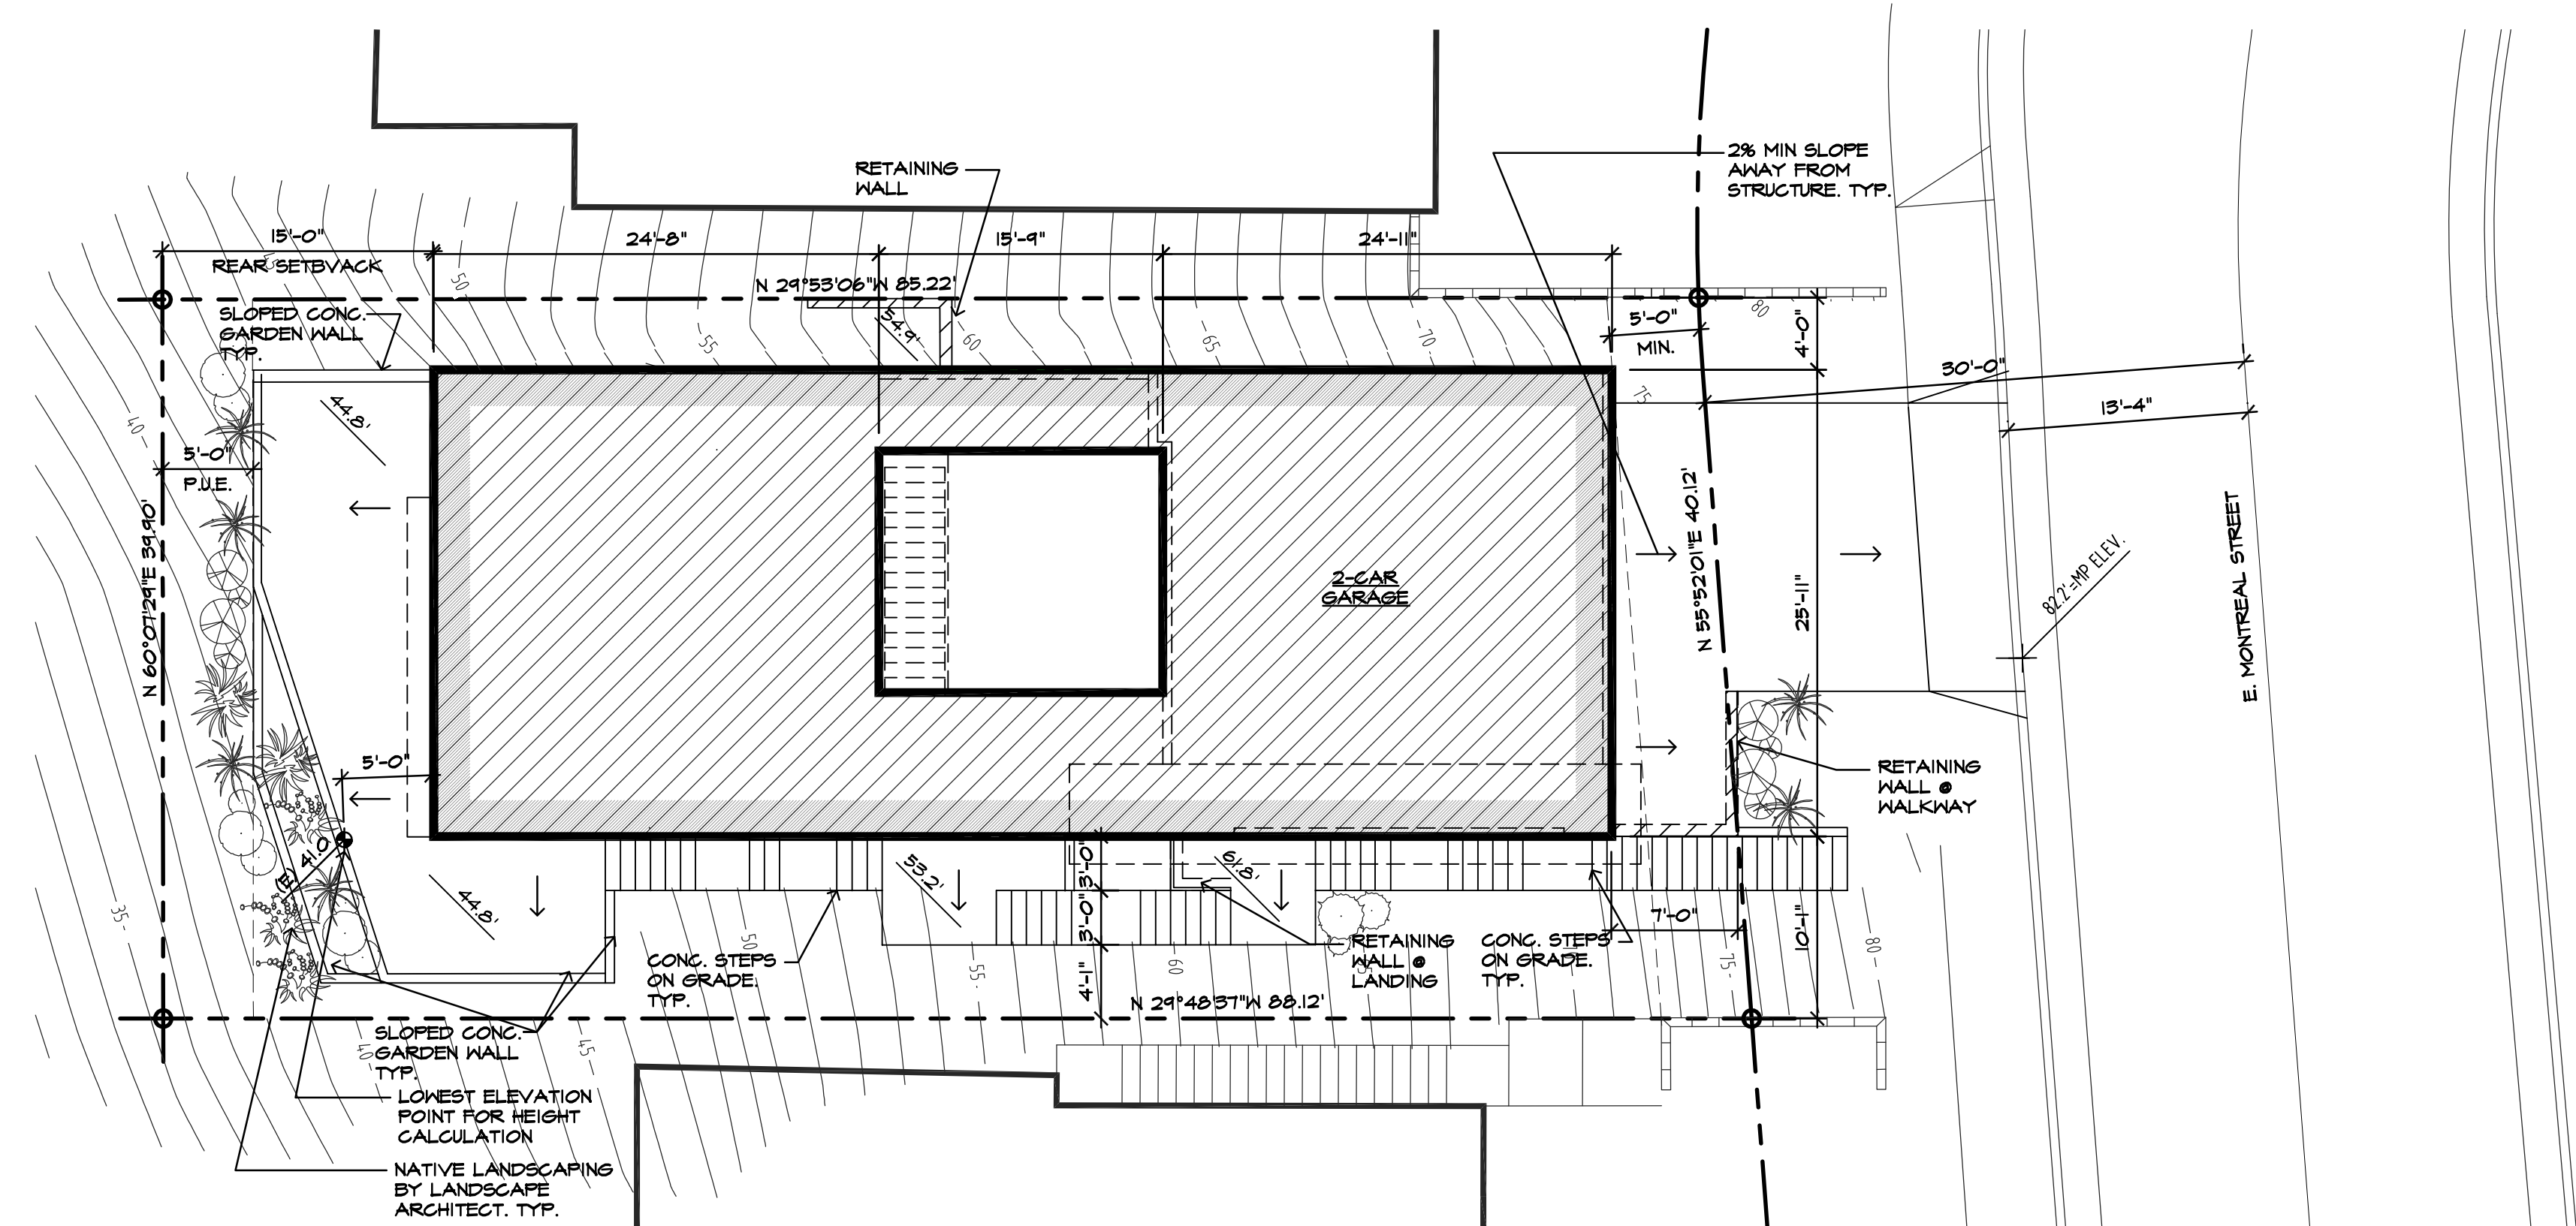 RETAINING
WALL
2% MIN SLOPE
AWAY FROM
STRUCTURE. TYP.
15'-0"
REAR SETBVACK
24'-8"
15'-9"
24'-11"
45
50
N 29°53'06"W 85.22'
SLOPED CONC.
GARDEN WALL
TYP.
54.9'
55
60
65
70
75
80
5'-0"
MIN.
4'-0"
30'-0"
13'-4"
44.8'
40
5'-0"
P.U.E.
N 60°07'29"E 39.90'
2-CAR
GARAGE
N 55°52'01"E 40.12'
25'-11"
82.2'=MP ELEV.
E. MONTREAL STREET
5'-0"
RETAINING
WALL @
WALKWAY
(E) 41.0'
44.8'
53.2'
61.8'
3'-0"
3'-0"
4'-1"
7'-0"
10'-1"
35
50
55
60
75
80
CONC. STEPS
ON GRADE.
TYP.
RETAINING
WALL @
LANDING
CONC. STEPS
ON GRADE.
TYP.
N 29°48'37"W 88.12'
SLOPED CONC.
GARDEN WALL
TYP.
40
45
LOWEST ELEVATION
POINT FOR HEIGHT
CALCULATION
NATIVE LANDSCAPING
BY LANDSCAPE
ARCHITECT. TYP.